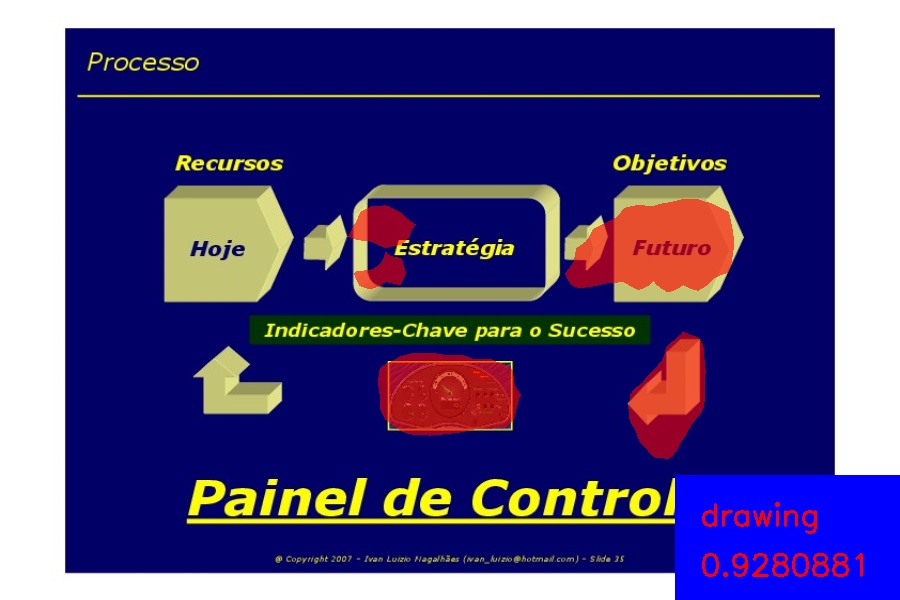 Processo
Recursos
Objetivos
Hoje
Estratégia
Futuro
Indicadores-Chave para o Sucesso
Painel de Control
@ Copyright 2007 - Ivan Luizio Magalhães (ivan_luizio@hotmail.com) - Slide 35
drawing
0.9280881